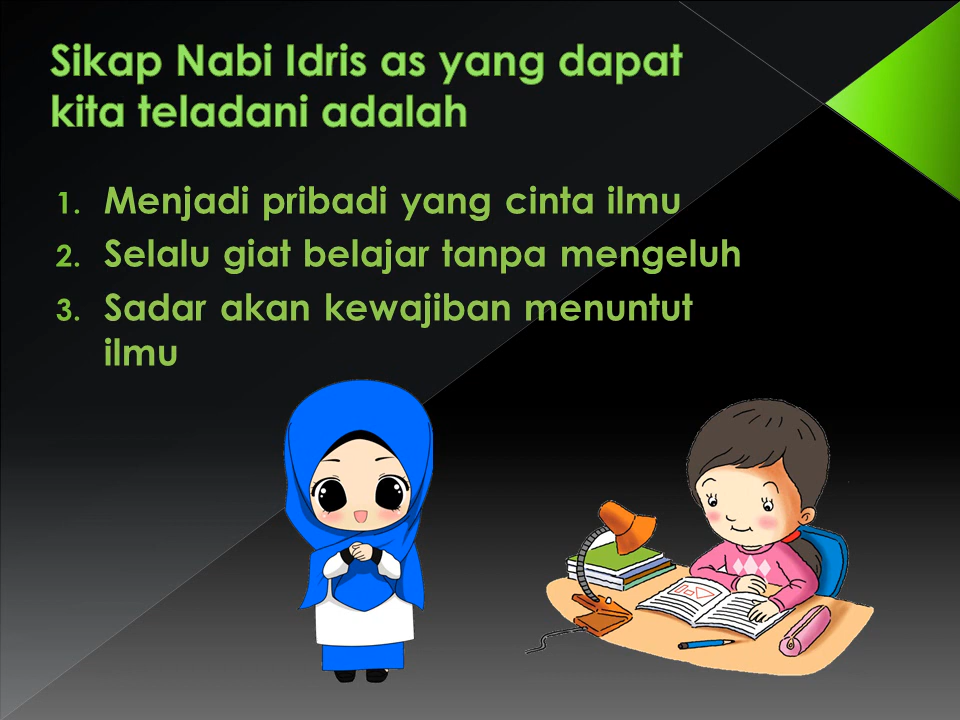 Sikap Nabi Idris as yang dapat
kita teladani adalah
1. Menjadi pribadi yang cinta ilmu
2. Selalu giat belajar tanpa mengeluh
3. Sadar akan kewajiban menuntut
ilmu